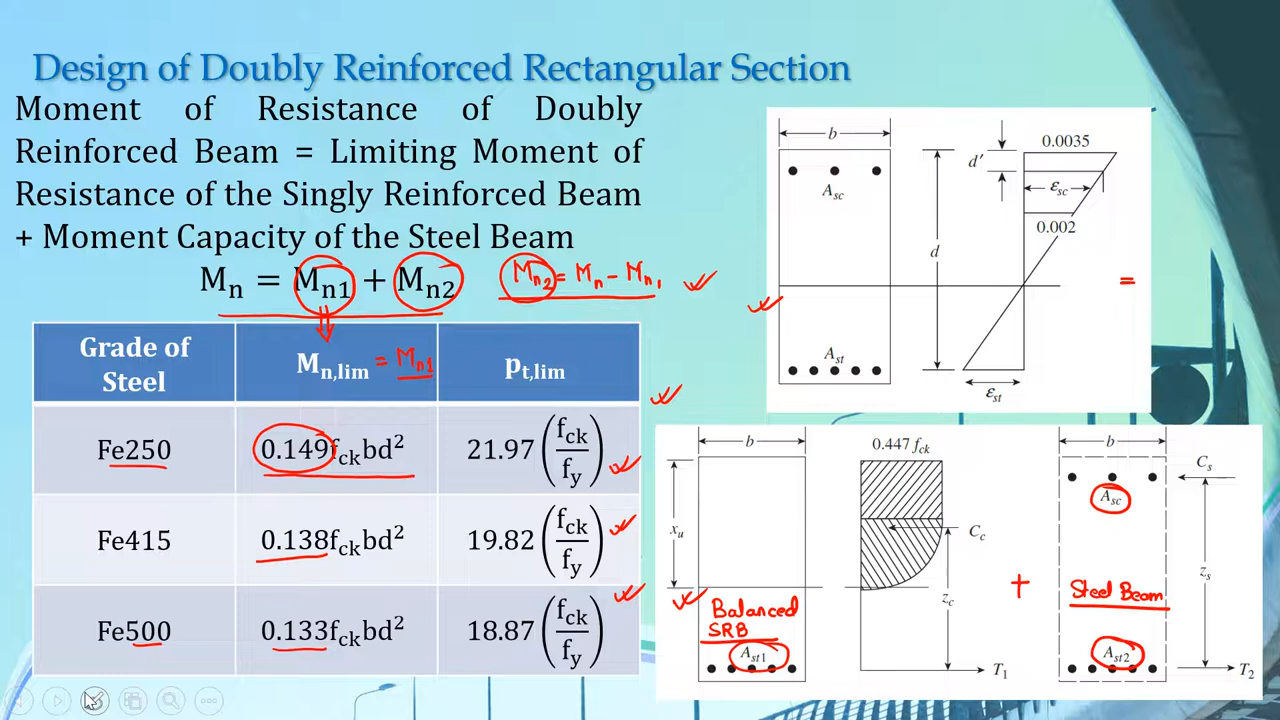 Design of Doubly Reinforced Rectangular Section
Moment of Resistance of Doubly
Reinforced Beam = Limiting Moment of
Resistance of the Singly Reinforced Beam
+ Moment Capacity of the Steel Beam
Mn = Mn1 + Mn2
Mn2 = Mn - Mn1
Grade of Steel
Mn,lim = Mn1
pt,lim
Fe250
0.149fckbd²
21.97 (fck/fy)
Fe415
0.138fckbd²
19.82 (fck/fy)
Fe500
0.133fckbd²
18.87 (fck/fy)
b
d'
0.0035
Asc
εsc
0.002
d
=
Ast
εst
b
0.447 fck
b
Cs
Asc
xu
Cc
zs
+
zc
Steel Beam
Balanced
SRB
Ast1
T1
Ast2
T2